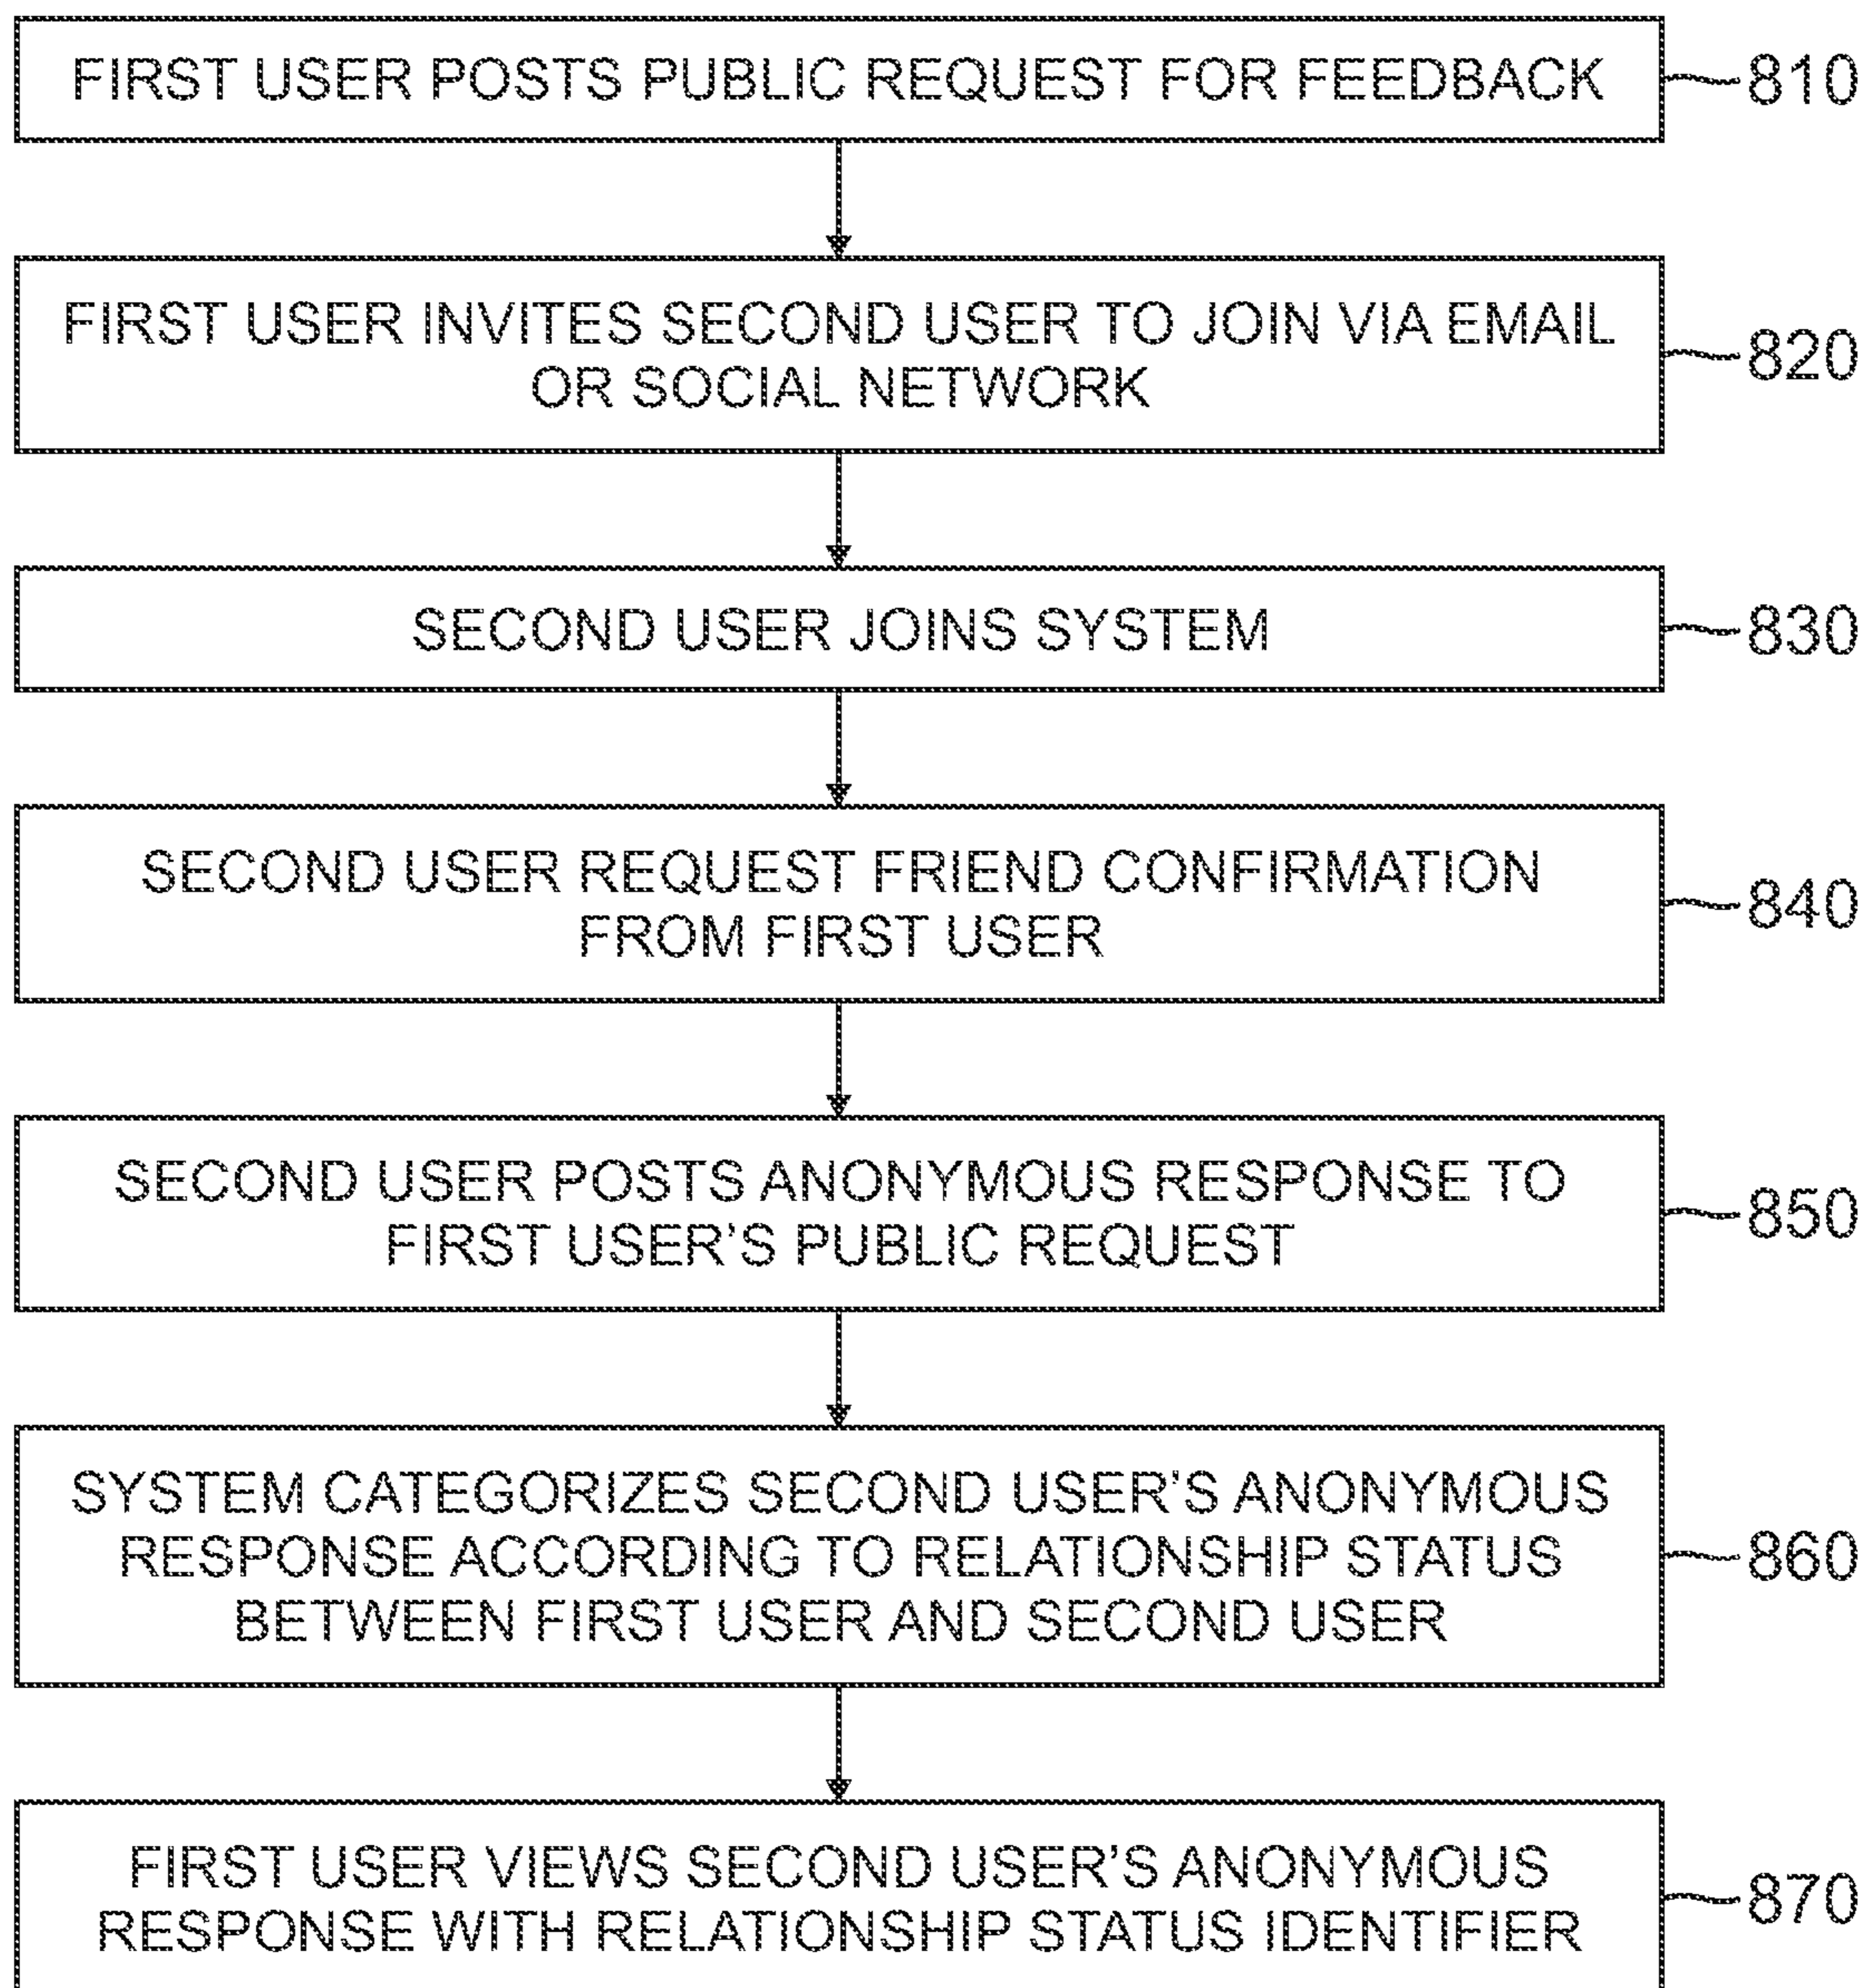 FIRST USER POSTS PUBLIC REQUEST FOR FEEDBACK
810
FIRST USER INVITES SECOND USER TO JOIN VIA EMAIL
OR SOCIAL NETWORK
820
SECOND USER JOINS SYSTEM
830
SECOND USER REQUEST FRIEND CONFIRMATION
FROM FIRST USER
840
SECOND USER POSTS ANONYMOUS RESPONSE TO
FIRST USER'S PUBLIC REQUEST
850
SYSTEM CATEGORIZES SECOND USER'S ANONYMOUS
RESPONSE ACCORDING TO RELATIONSHIP STATUS
BETWEEN FIRST USER AND SECOND USER
860
FIRST USER VIEWS SECOND USER'S ANONYMOUS
RESPONSE WITH RELATIONSHIP STATUS IDENTIFIER
870